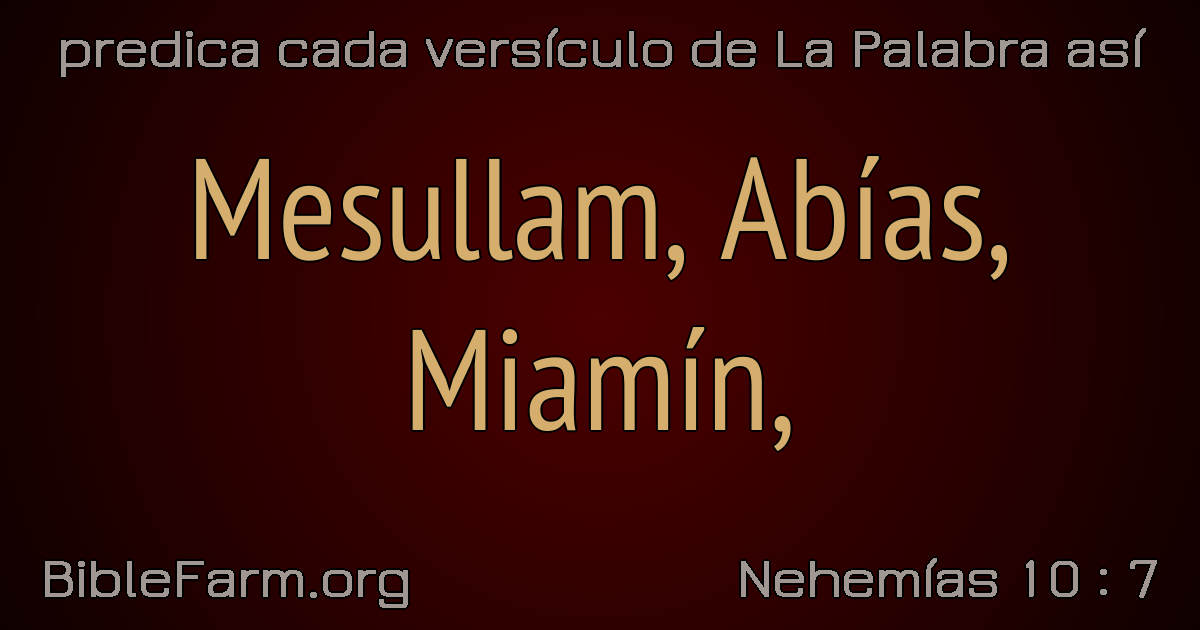 predica cada versículo de La Palabra así
Mesullam, Abías,
Miamín,
BibleFarm.org
Nehemías 10 : 7